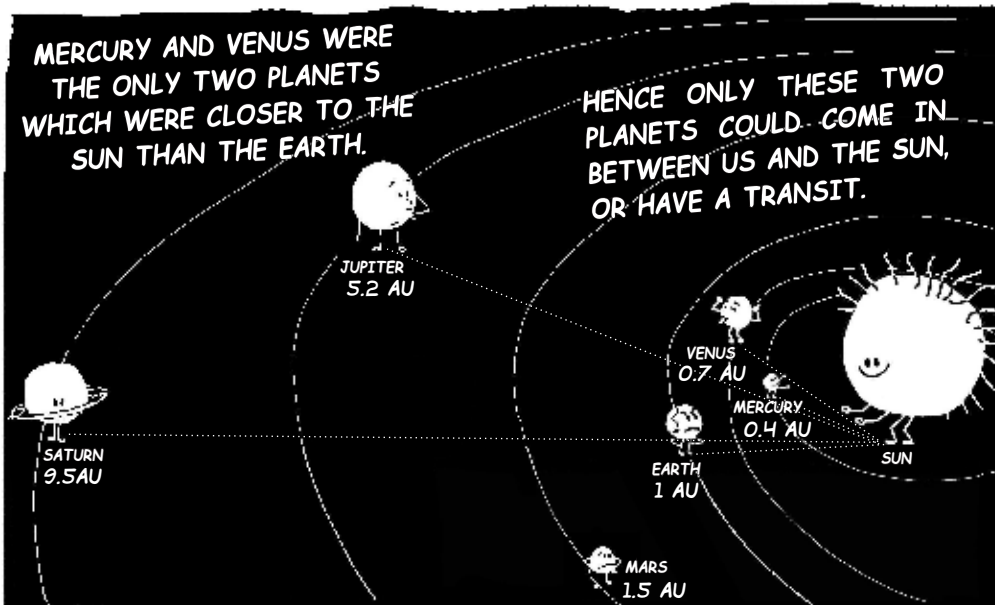 MERCURY AND VENUS WERE
THE ONLY TWO PLANETS
WHICH WERE CLOSER TO THE
SUN THAN THE EARTH.
HENCE ONLY THESE TWO
PLANETS COULD COME IN
BETWEEN US AND THE SUN,
OR HAVE A TRANSIT.
JUPITER
5.2 AU
VENUS
0.7 AU
MERCURY
0.4 AU
SATURN
9.5AU
EARTH
1 AU
SUN
MARS
1.5 AU